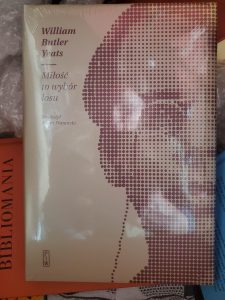 William
Butler
Yeats
Miłość
to wybór
losu
BIBLIOMANIA